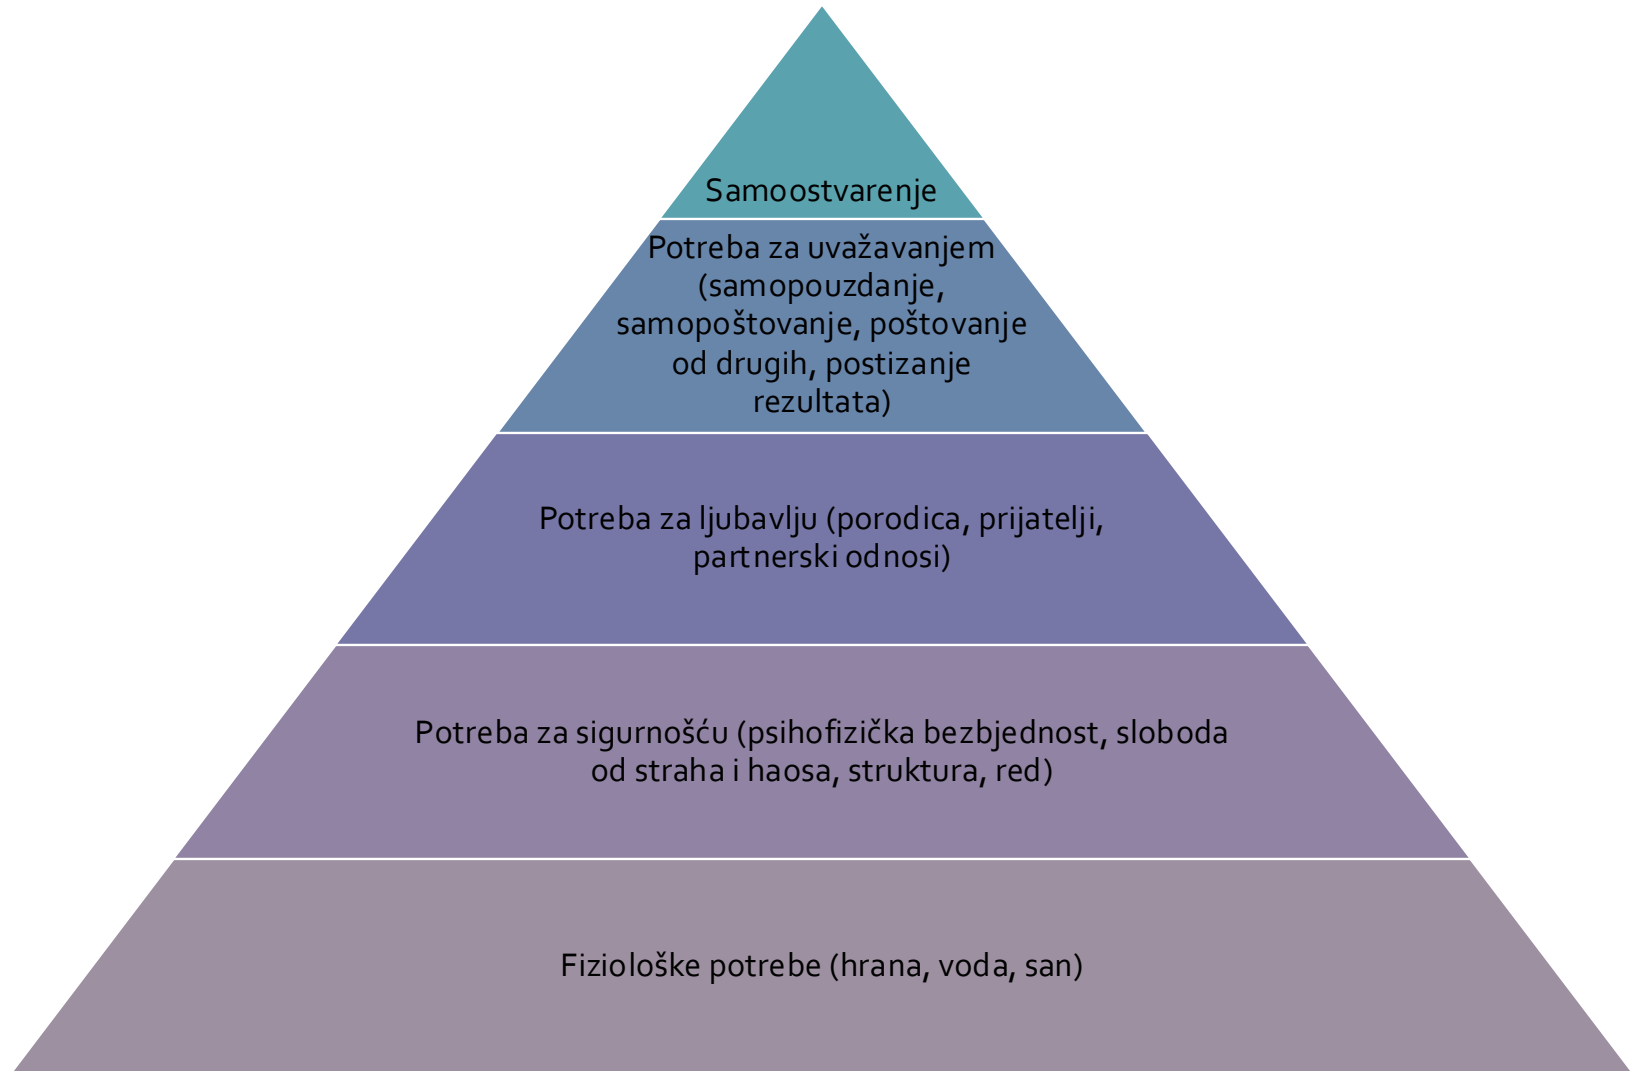 Samoostvarenje
Potreba za uvažavanjem
(samopouzdanje,
samopoštovanje, poštovanje
od drugih, postizanje
rezultata)
Potreba za ljubavlju (porodica, prijatelji,
partnerski odnosi)
Potreba za sigurnošću (psihofizička bezbjednost, sloboda
od straha i haosa, struktura, red)
Fiziološke potrebe (hrana, voda, san)